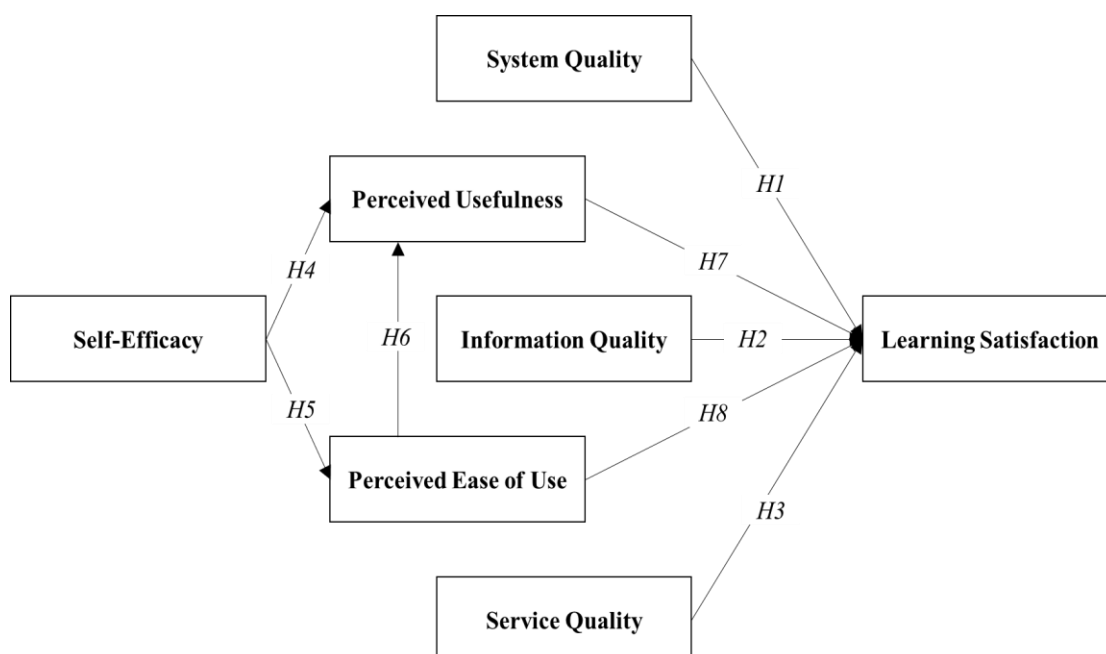 System Quality
H1
Perceived Usefulness
H4
H7
Self-Efficacy
H6
Information Quality
H2
Learning Satisfaction
H5
H8
Perceived Ease of Use
H3
Service Quality